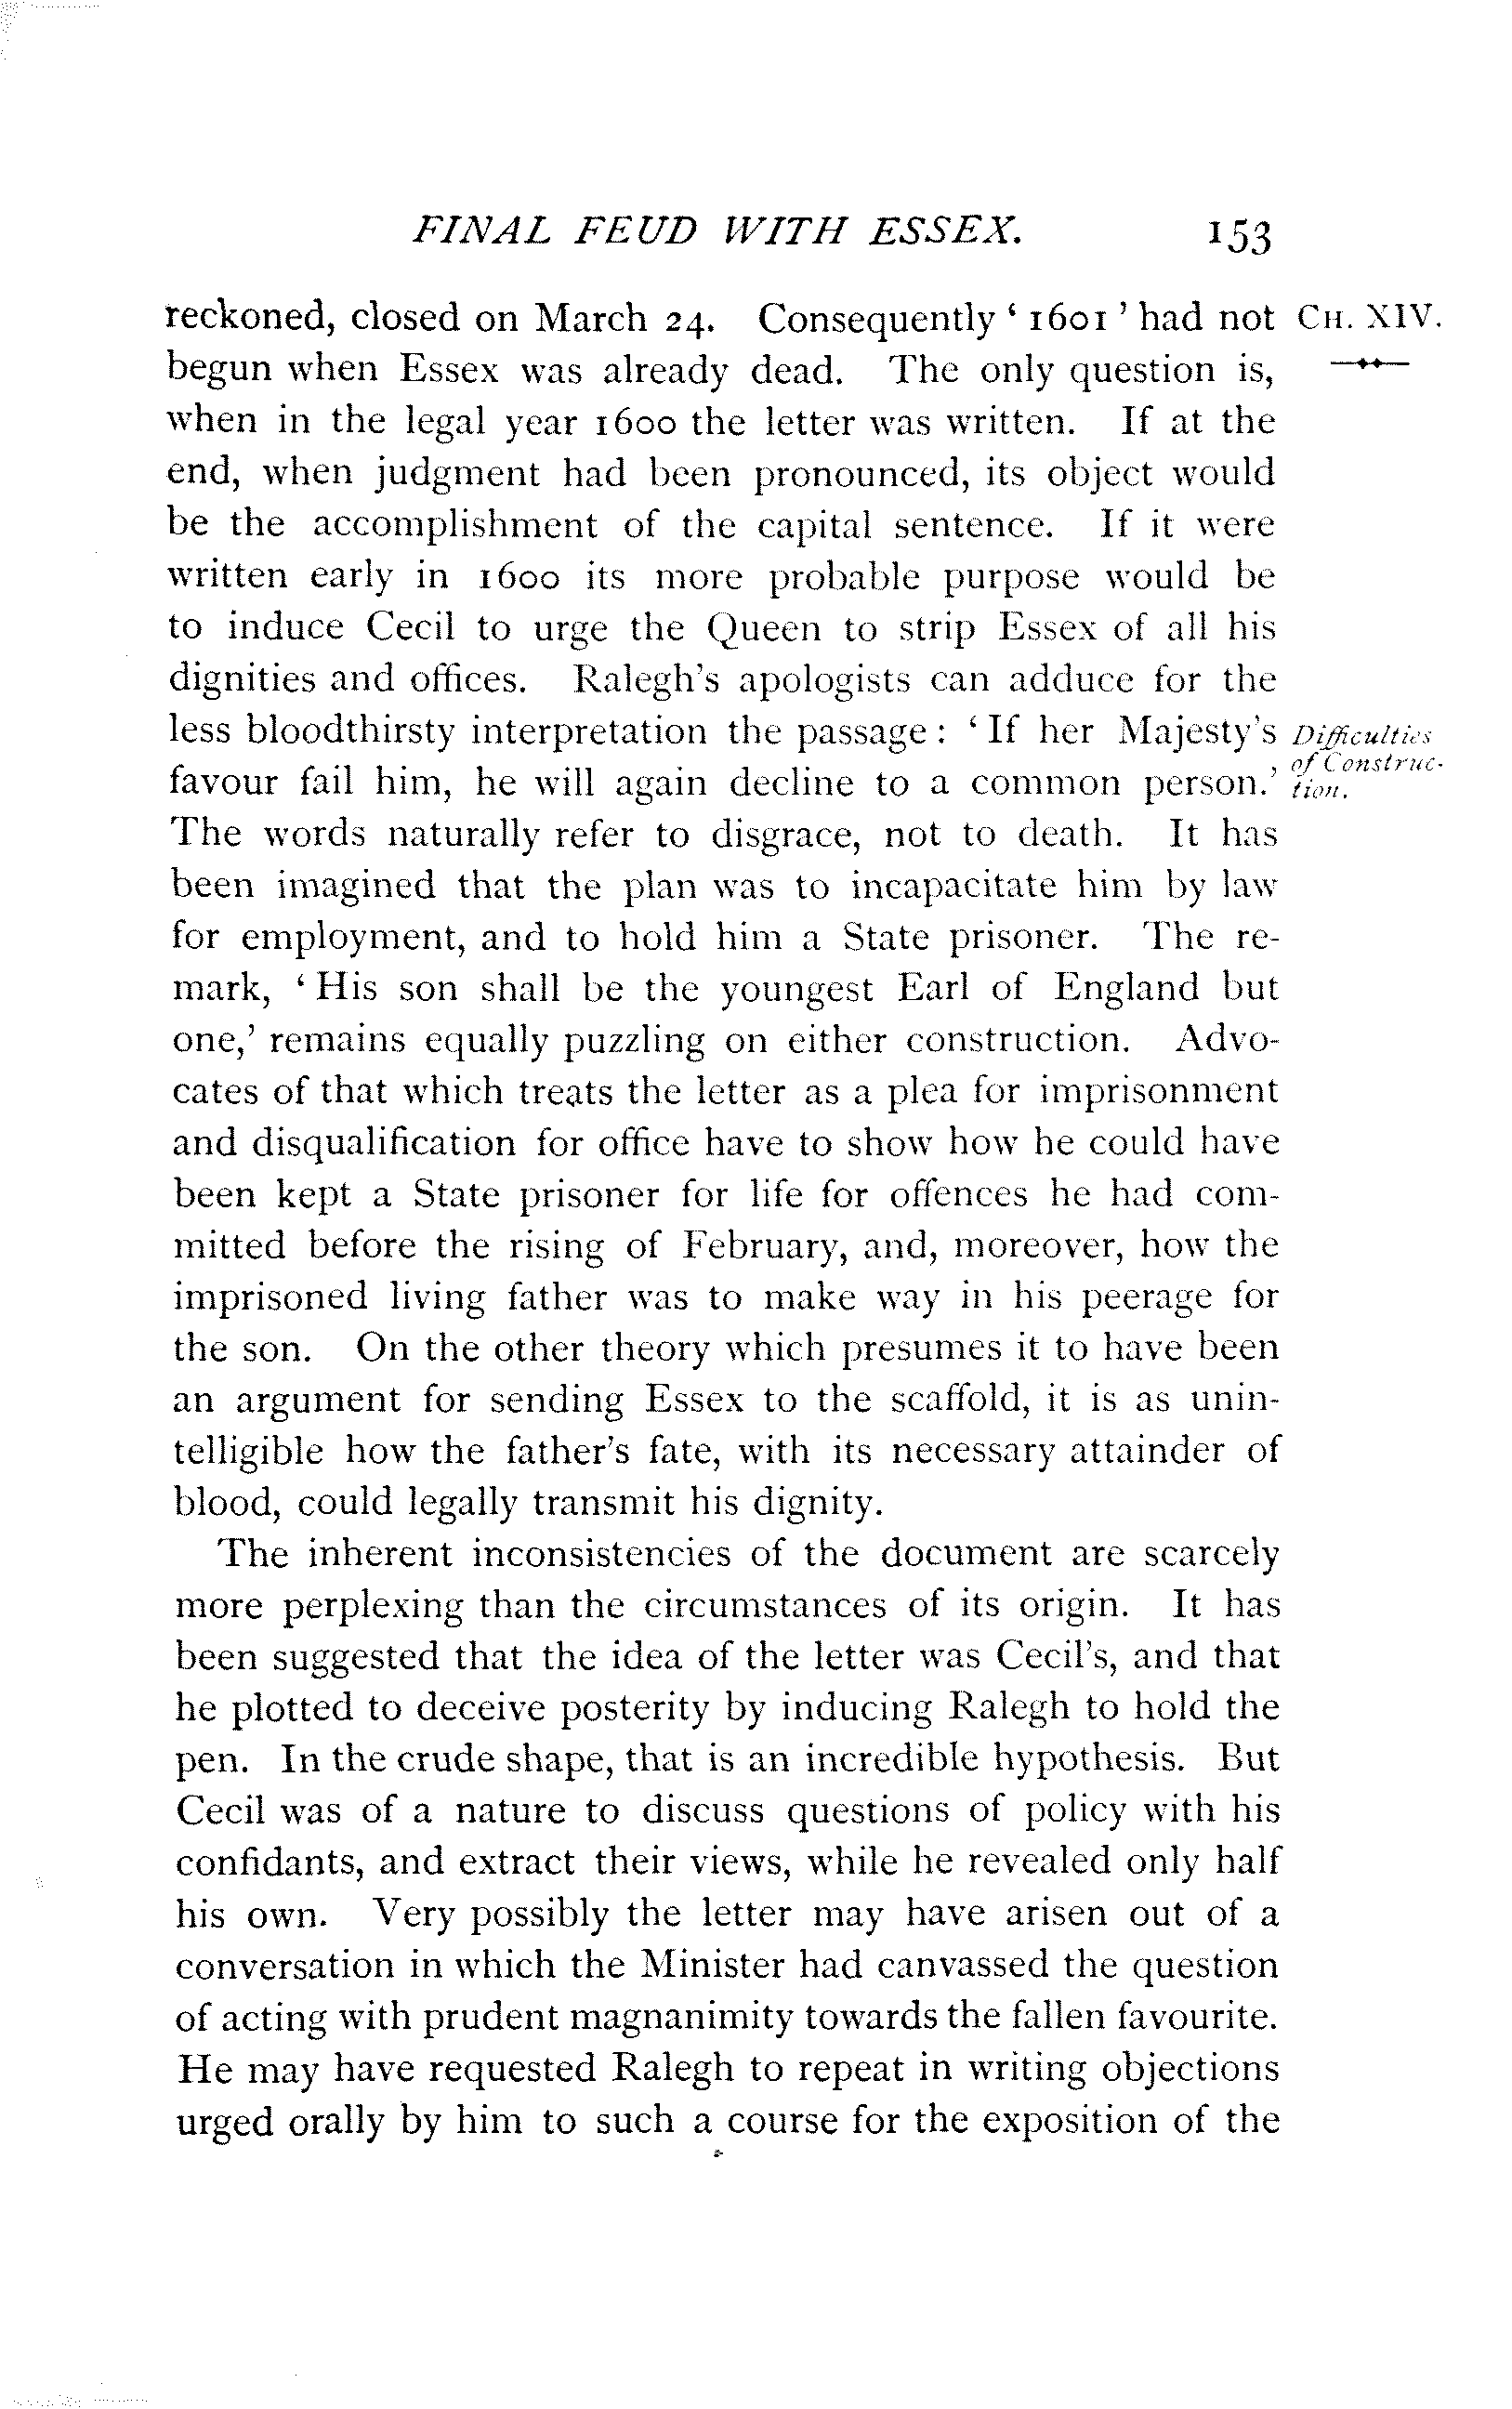 FINAL FEUD WITH ESSEX. 153
reckoned, closed on March 24. Consequently ‘ 1601 ’ had not
CH. XIV.
begun when Essex was already dead. The only question is,
when in the legal year 1600 the letter was written. If at the
end, when judgment had been pronounced, its object would
be the accomplishment of the capital sentence. If it were
written early in 1600 its more probable purpose would be
to induce Cecil to urge the Queen to strip Essex of all his
dignities and offices. Ralegh's apologists can adduce for the
less bloodthirsty interpretation the passage : ‘ If her Majesty's
favour fail him, he will again decline to a common person.’
Difficulties
of Construc-
tion.
The words naturally refer to disgrace, not to death. It has
been imagined that the plan was to incapacitate him by law
for employment, and to hold him a State prisoner. The re-
mark, ‘ His son shall be the youngest Earl of England but
one,’ remains equally puzzling on either construction. Advo-
cates of that which treats the letter as a plea for imprisonment
and disqualification for office have to show how he could have
been kept a State prisoner for life for offences he had com-
mitted before the rising of February, and, moreover, how the
imprisoned living father was to make way in his peerage for
the son. On the other theory which presumes it to have been
an argument for sending Essex to the scaffold, it is as unin-
telligible how the father's fate, with its necessary attainder of
blood, could legally transmit his dignity.
The inherent inconsistencies of the document are scarcely
more perplexing than the circumstances of its origin. It has
been suggested that the idea of the letter was Cecil's, and that
he plotted to deceive posterity by inducing Ralegh to hold the
pen. In the crude shape, that is an incredible hypothesis. But
Cecil was of a nature to discuss questions of policy with his
confidants, and extract their views, while he revealed only half
his own. Very possibly the letter may have arisen out of a
conversation in which the Minister had canvassed the question
of acting with prudent magnanimity towards the fallen favourite.
He may have requested Ralegh to repeat in writing objections
urged orally by him to such a course for the exposition of the